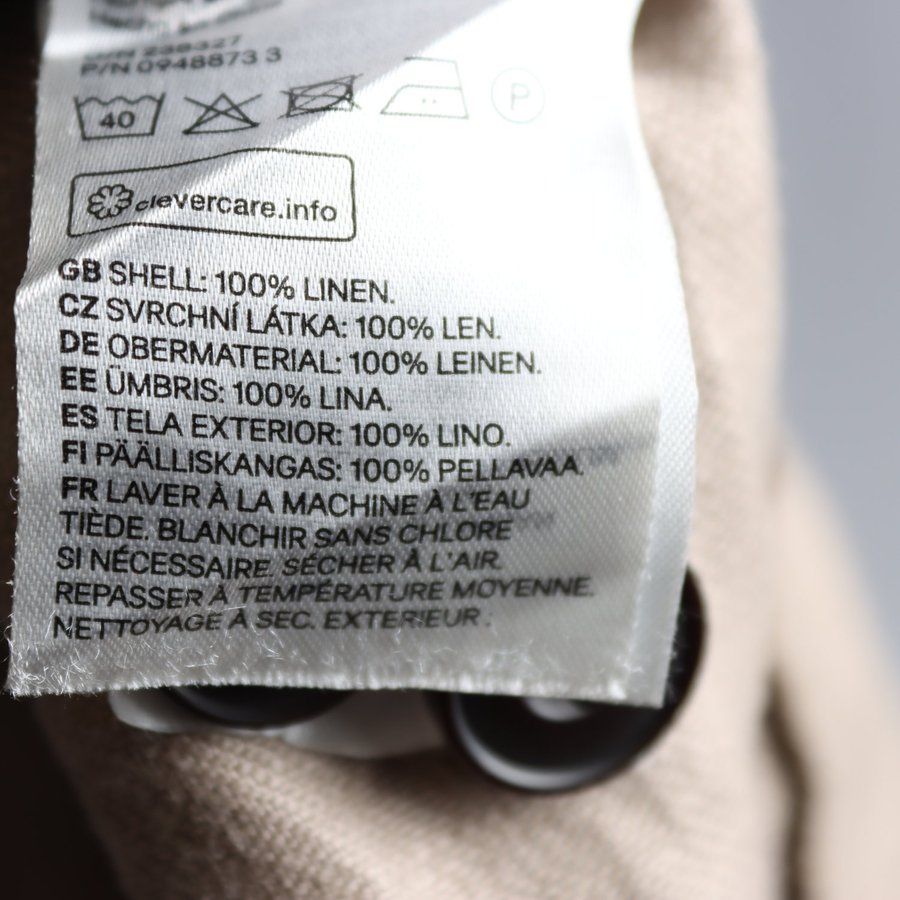 P/N 0948873 3
40
P
clevercare.info
GB SHELL: 100% LINEN.
CZ SVRCHNÍ LÁTKA: 100% LEN.
DE OBERMATERIAL: 100% LEINEN.
EE ÜMBRIS: 100% LINA.
ES TELA EXTERIOR: 100% LINO.
FI PÄÄLLISKANGAS: 100% PELLAVAA.
FR LAVER À LA MACHINE À L'EAU
TIÈDE. BLANCHIR SANS CHLORE
SI NÉCESSAIRE. SÉCHER À L'AIR.
REPASSER À TEMPÉRATURE MOYENNE.
NETTOYAGE À SEC. EXTERIEUR: